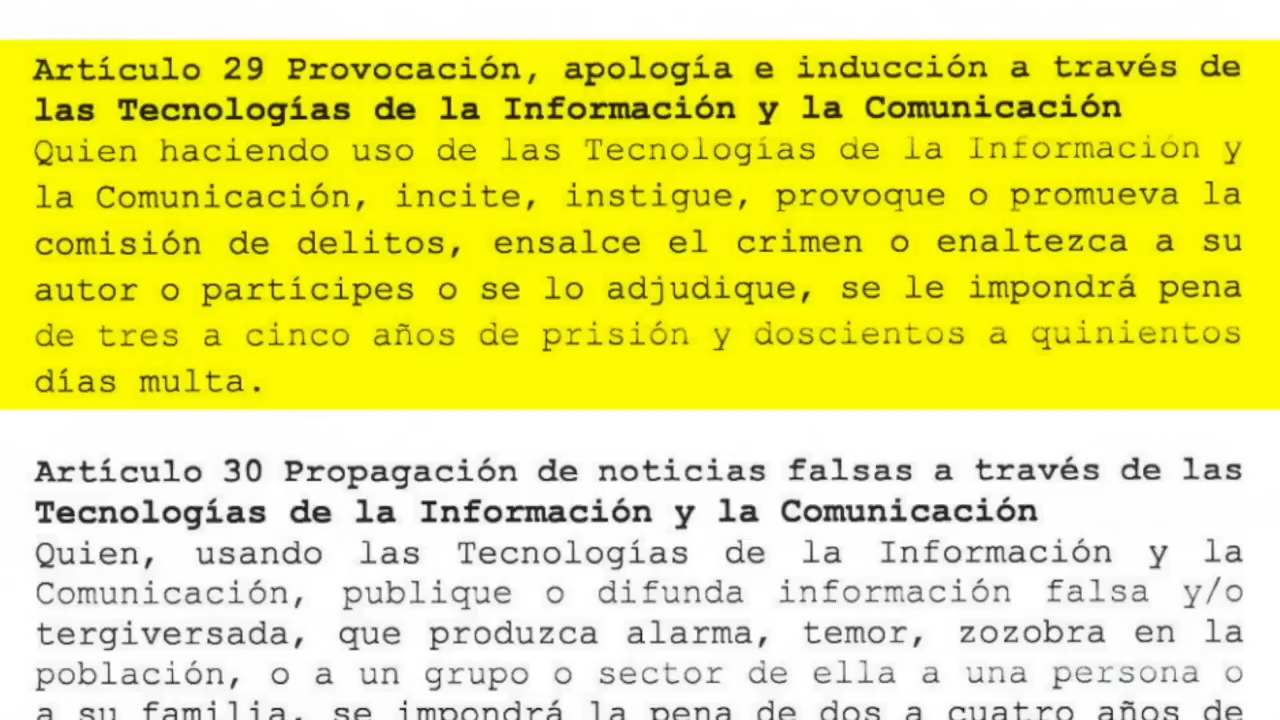 Artículo 29 Provocación, apología e inducción a través de
las Tecnologías de la Información y la Comunicación
Quien haciendo uso de las Tecnologías de la Información y
la Comunicación, incite, instigue, provoque o promueva la
comisión de delitos, ensalce el crimen o enaltezca a su
autor o partícipes o se lo adjudique, se le impondrá pena
de tres a cinco años de prisión y doscientos a quinientos
días multa.
Artículo 30 Propagación de noticias falsas a través de las
Tecnologías de la Información y la Comunicación
Quien, usando las Tecnologías de la Información y la
Comunicación, publique o difunda información falsa y/o
tergiversada, que produzca alarma, temor, zozobra en la
población, o a un grupo o sector de ella a una persona o
a su familia, se impondrá la pena de dos a cuatro años de